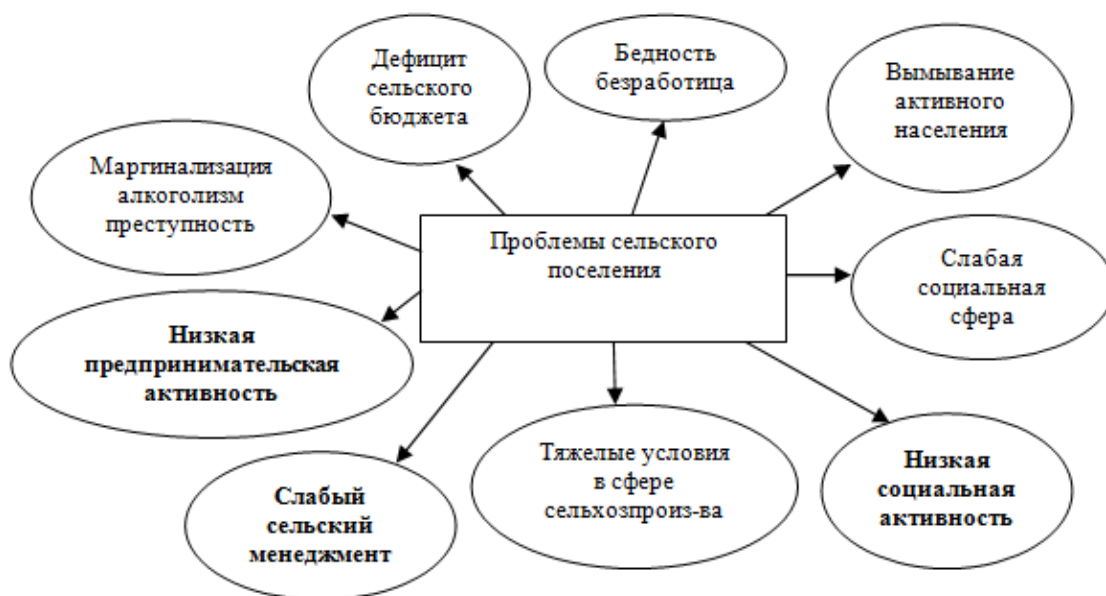 Дефицит
сельского
бюджета
Бедность
безработица
Вымывание
активного
населения
Маргинализация
алкоголизм
преступность
Проблемы сельского
поселения
Слабая
социальная
сфера
Низкая
предпринимательская
активность
Слабый
сельский
менеджмент
Тяжелые условия
в сфере
сельхозпроиз-ва
Низкая
социальная
активность